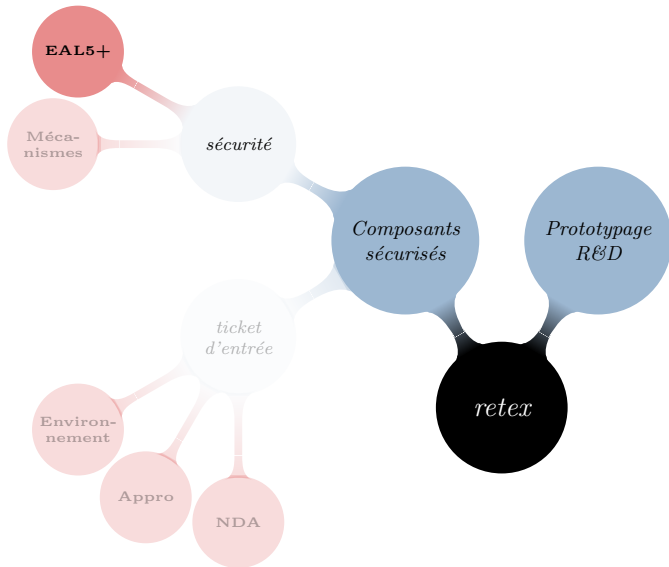 EAL5+
Méca-
nismes
sécurité
Composants
sécurisés
Prototypage
R&D
ticket
d'entrée
retex
Environ-
nement
Appro
NDA